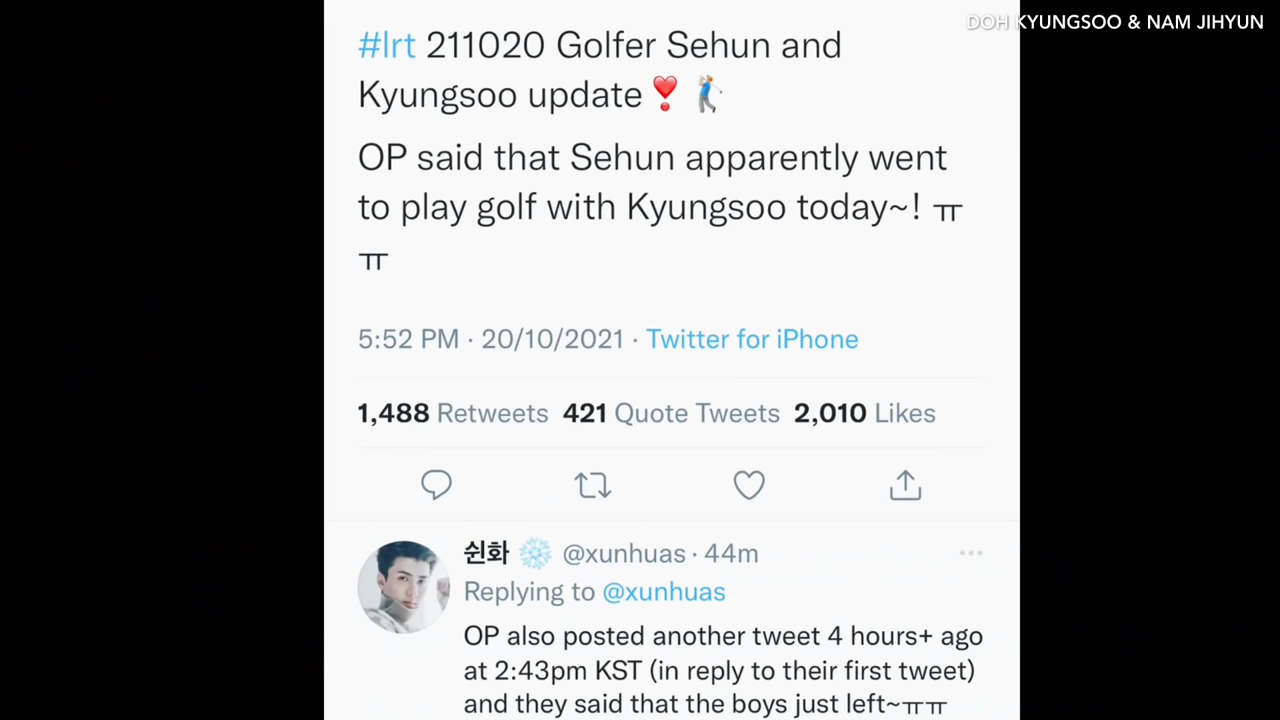 DOH KYUNGSOO & NAM JIHYUN
#lrt 211020 Golfer Sehun and
Kyungsoo update❣️🏌🏼
OP said that Sehun apparently went
to play golf with Kyungsoo today~! ㅠ
ㅠ
5:52 PM · 20/10/2021 · Twitter for iPhone
1,488 Retweets 421 Quote Tweets 2,010 Likes
쉰화 ❄️ @xunhuas · 44m
Replying to @xunhuas
OP also posted another tweet 4 hours+ ago
at 2:43pm KST (in reply to their first tweet)
and they said that the boys just left~ㅠㅠ